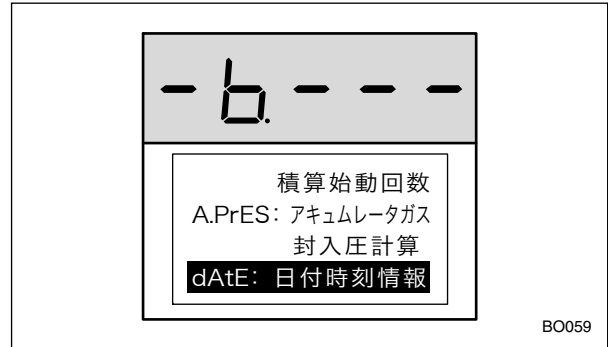 - b. - - -
積算始動回数
A.PrES: アキュムレータガス
封入圧計算
dAtE: 日付時刻情報
BO059